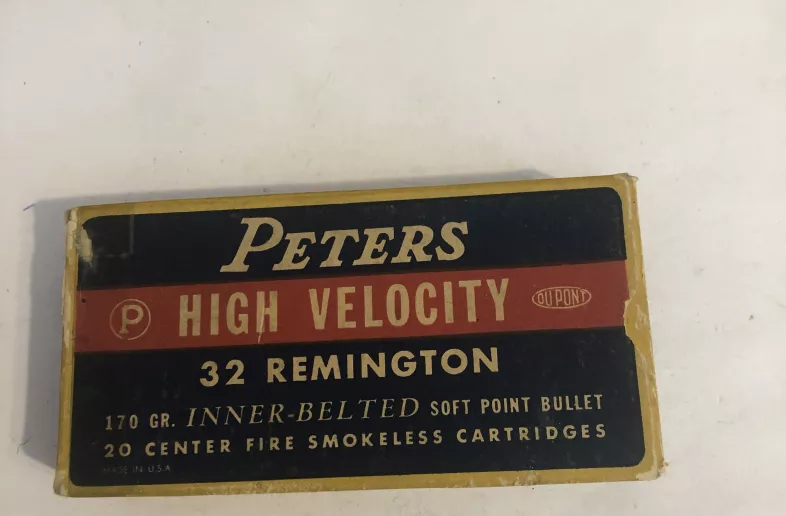 PETERS
P HIGH VELOCITY DU PONT
32 REMINGTON
170 GR. INNER-BELTED SOFT POINT BULLET
20 CENTER FIRE SMOKELESS CARTRIDGES
MADE IN U.S.A.